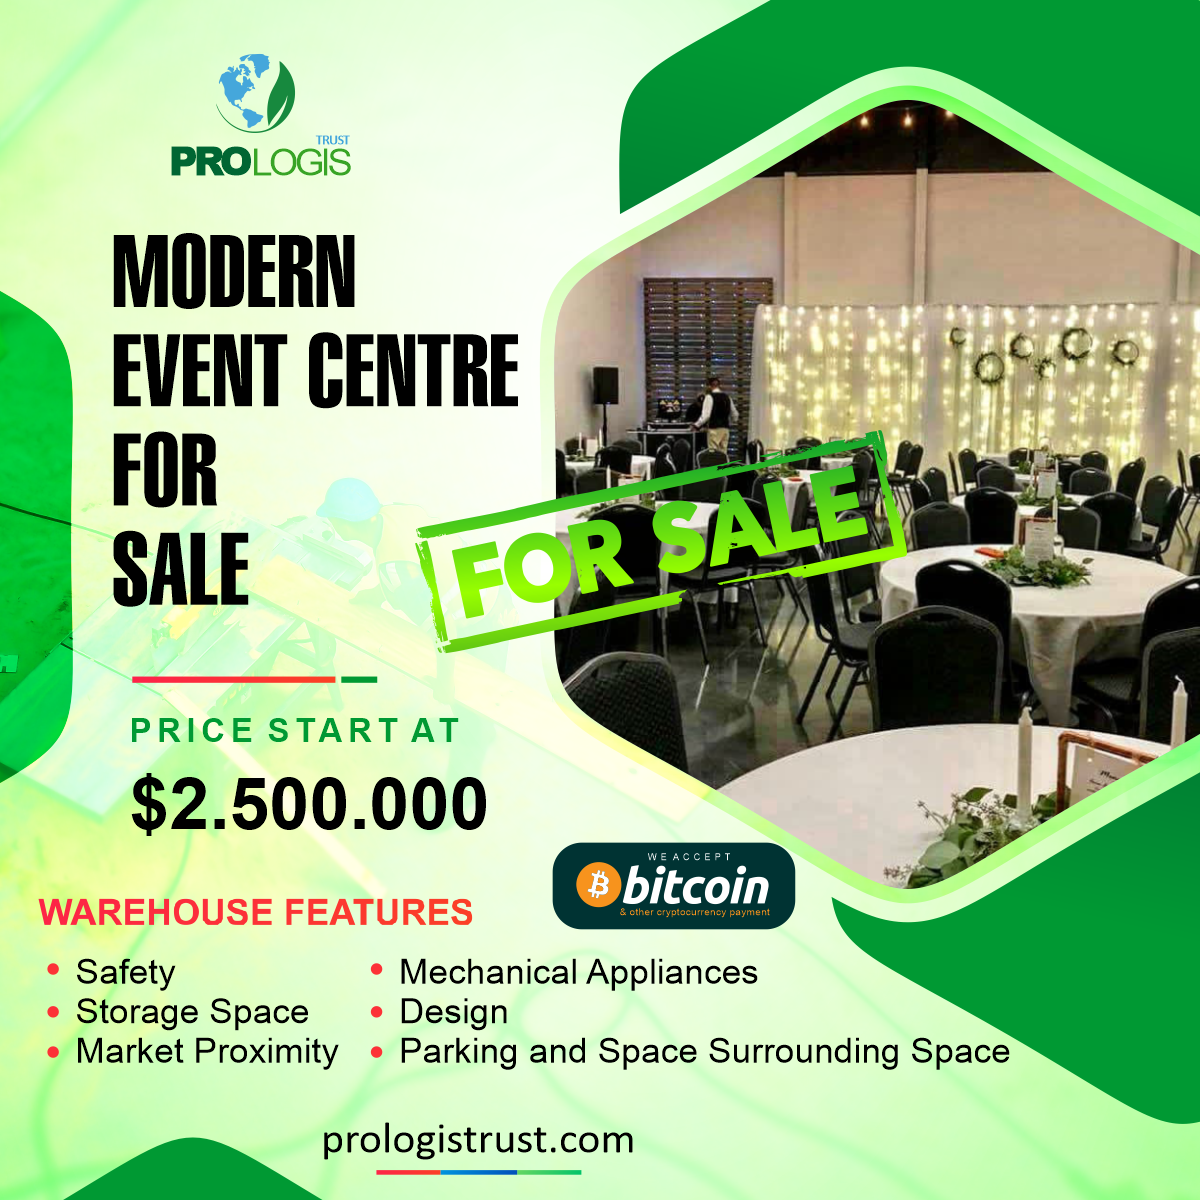 TRUST
PROLOGIS
MODERN
EVENT CENTRE
FOR
SALE
FOR SALE
PRICE START AT
$2.500.000
WE ACCEPT
bitcoin
& other cryptocurrency payment
WAREHOUSE FEATURES
• Safety
• Storage Space
• Market Proximity
• Mechanical Appliances
• Design
• Parking and Space Surrounding Space
prologistrust.com